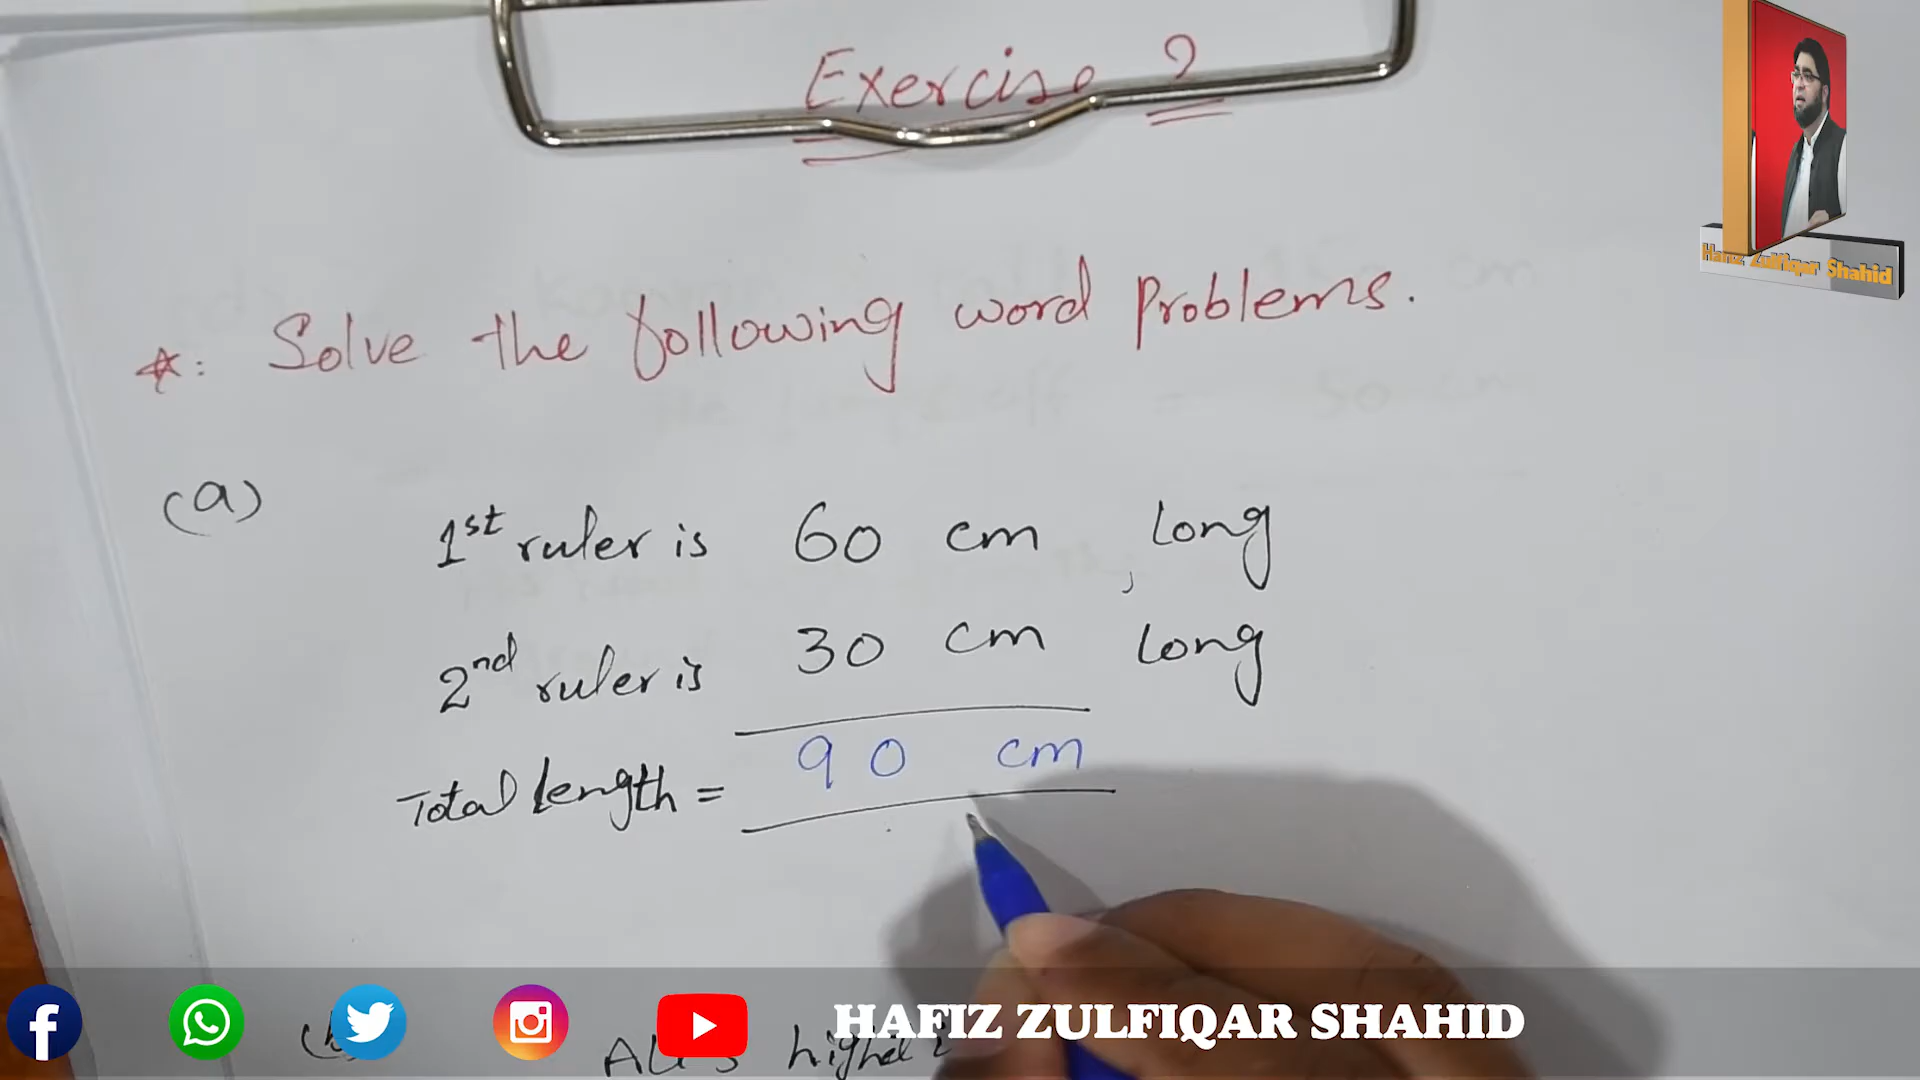 Exercise 2
Hafiz Zulfiqar Shahid
*: Solve the following word Problems.
(a)
1st ruler is 60 cm , long
2nd ruler is 30 cm long
Total length = 90 cm
HAFIZ ZULFIQAR SHAHID